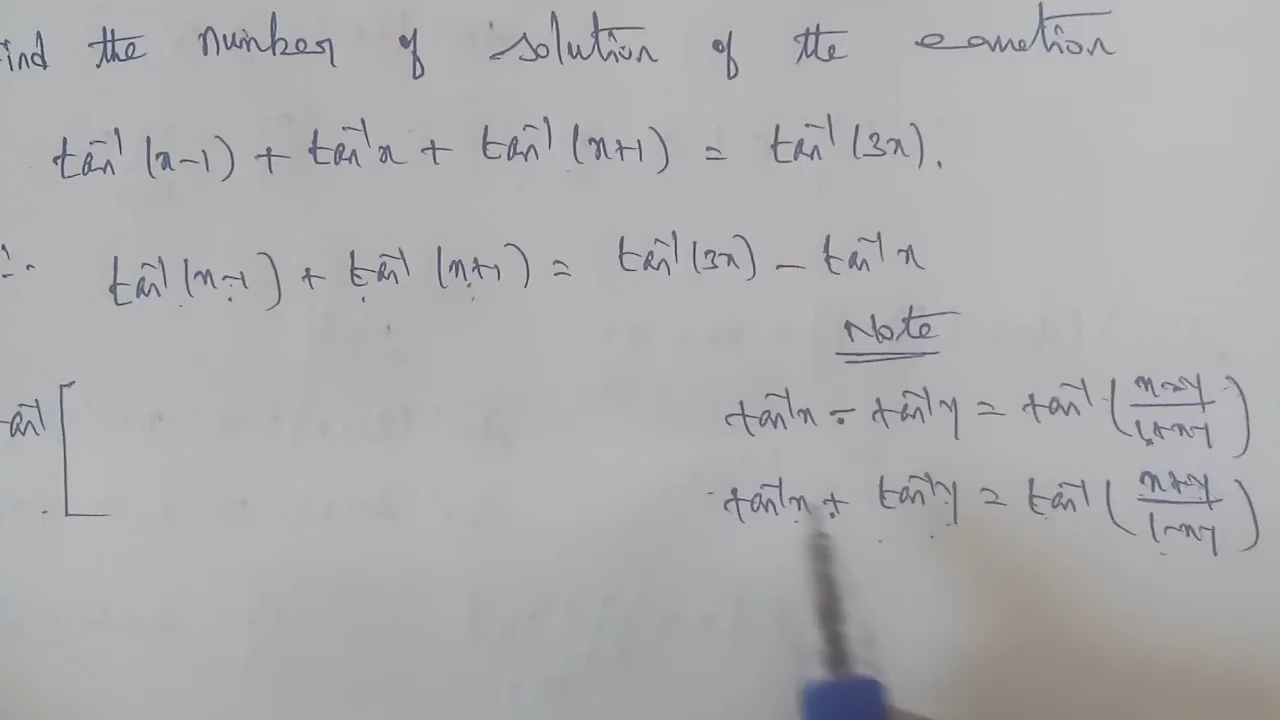 ind the number of solution of the equation
tan⁻¹(x-1) + tan⁻¹x + tan⁻¹(x+1) = tan⁻¹(3x).
∴ tan⁻¹(x-1) + tan⁻¹(x+1) = tan⁻¹(3x) - tan⁻¹x
Note
tan⁻¹x - tan⁻¹y = tan⁻¹((x-y)/(1+xy))
an⁻¹[
tan⁻¹x + tan⁻¹y = tan⁻¹((x+y)/(1-xy))